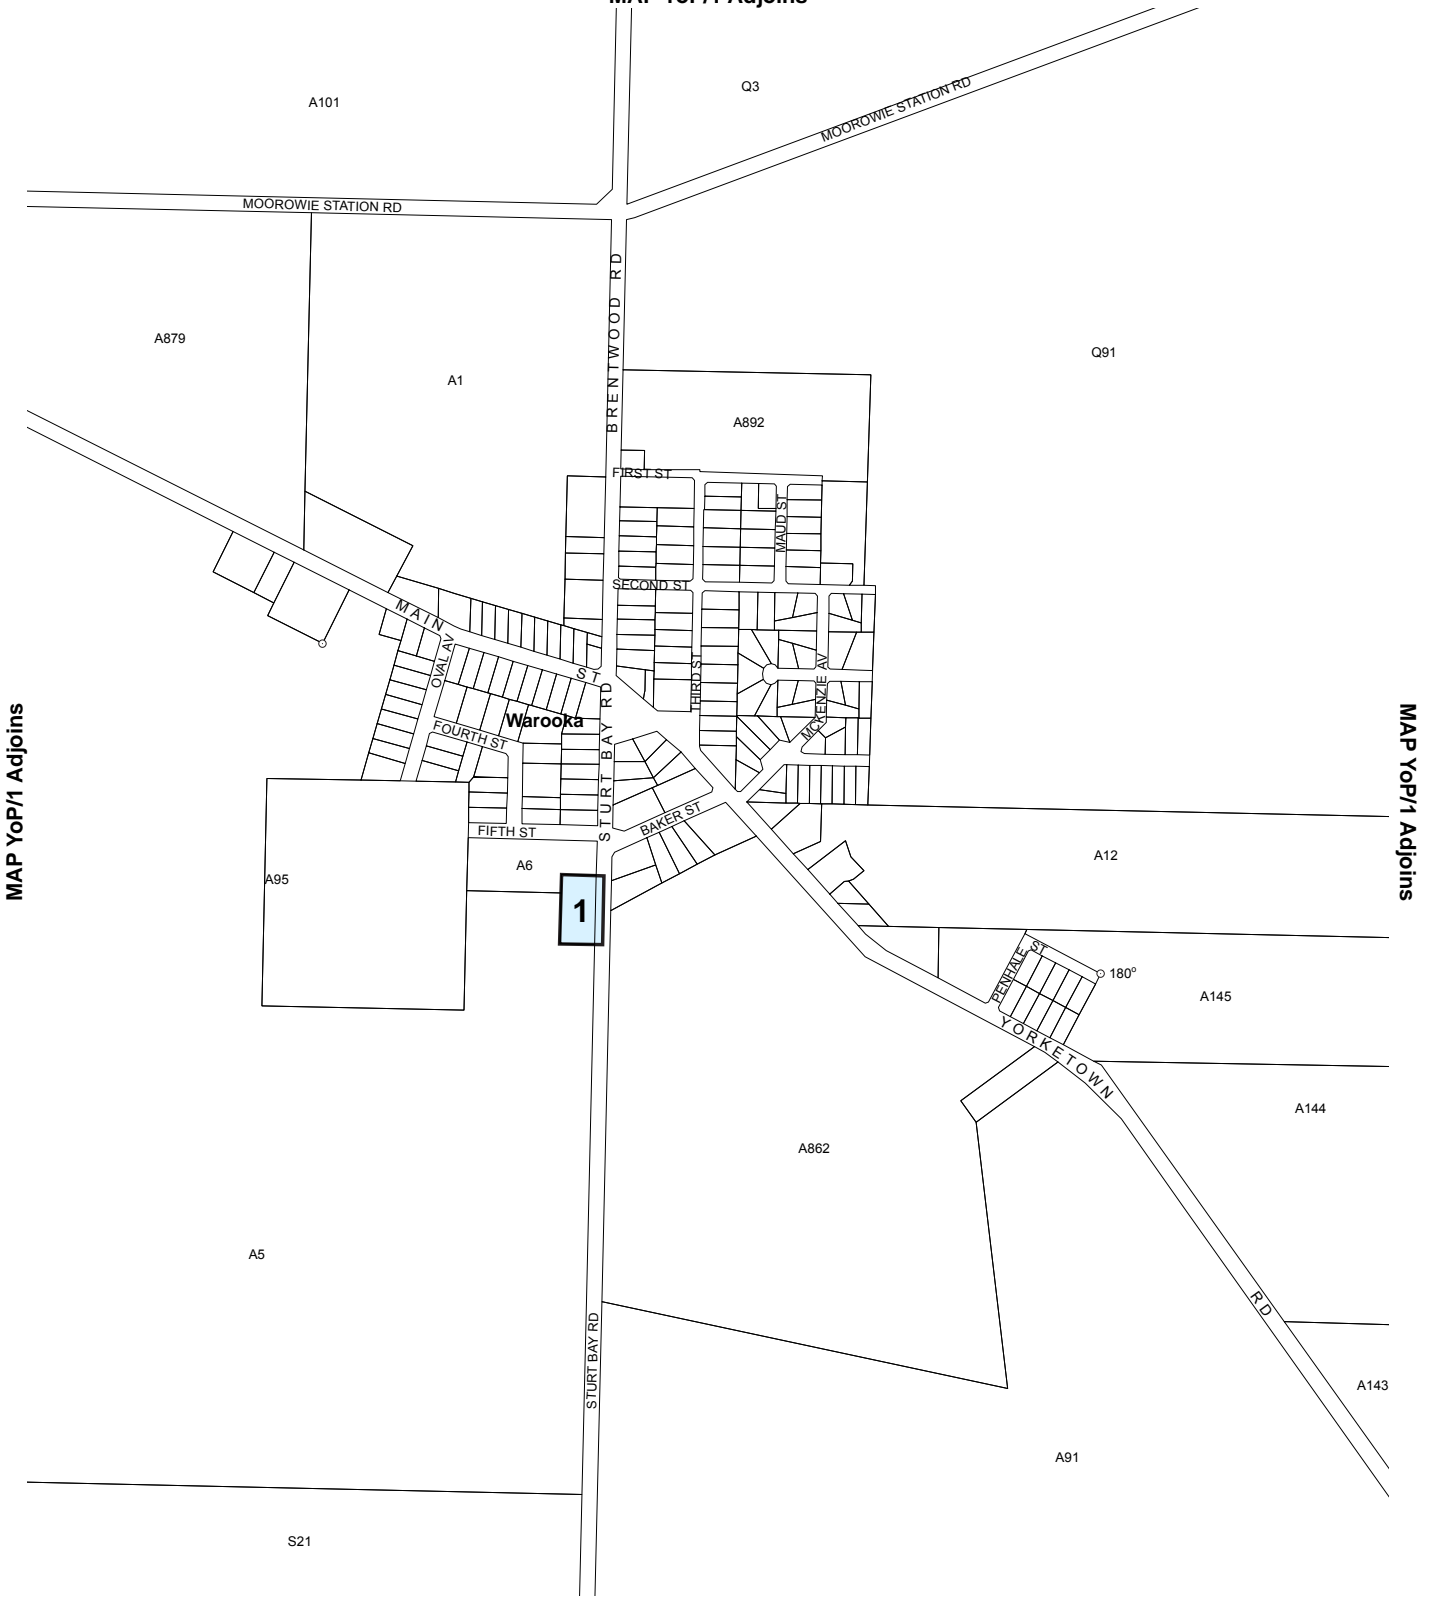 MAP YoP/1 Adjoins
Q3
A101
MOOROWIE STATION RD
MOOROWIE STATION RD
BRENTWOOD RD
A879
Q91
A1
A892
FIRST ST
MAUD ST
SECOND ST
MAIN ST
OVAL AV
THIRD ST
MCKENZIE AV
Warooka
FOURTH ST
STURT BAY RD
MAP YoP/1 Adjoins
MAP YoP/1 Adjoins
BAKER ST
FIFTH ST
A12
A6
A95
1
PENHALE ST
180°
A145
YORKETOWN RD
A144
A862
A5
STURT BAY RD
A143
A91
S21